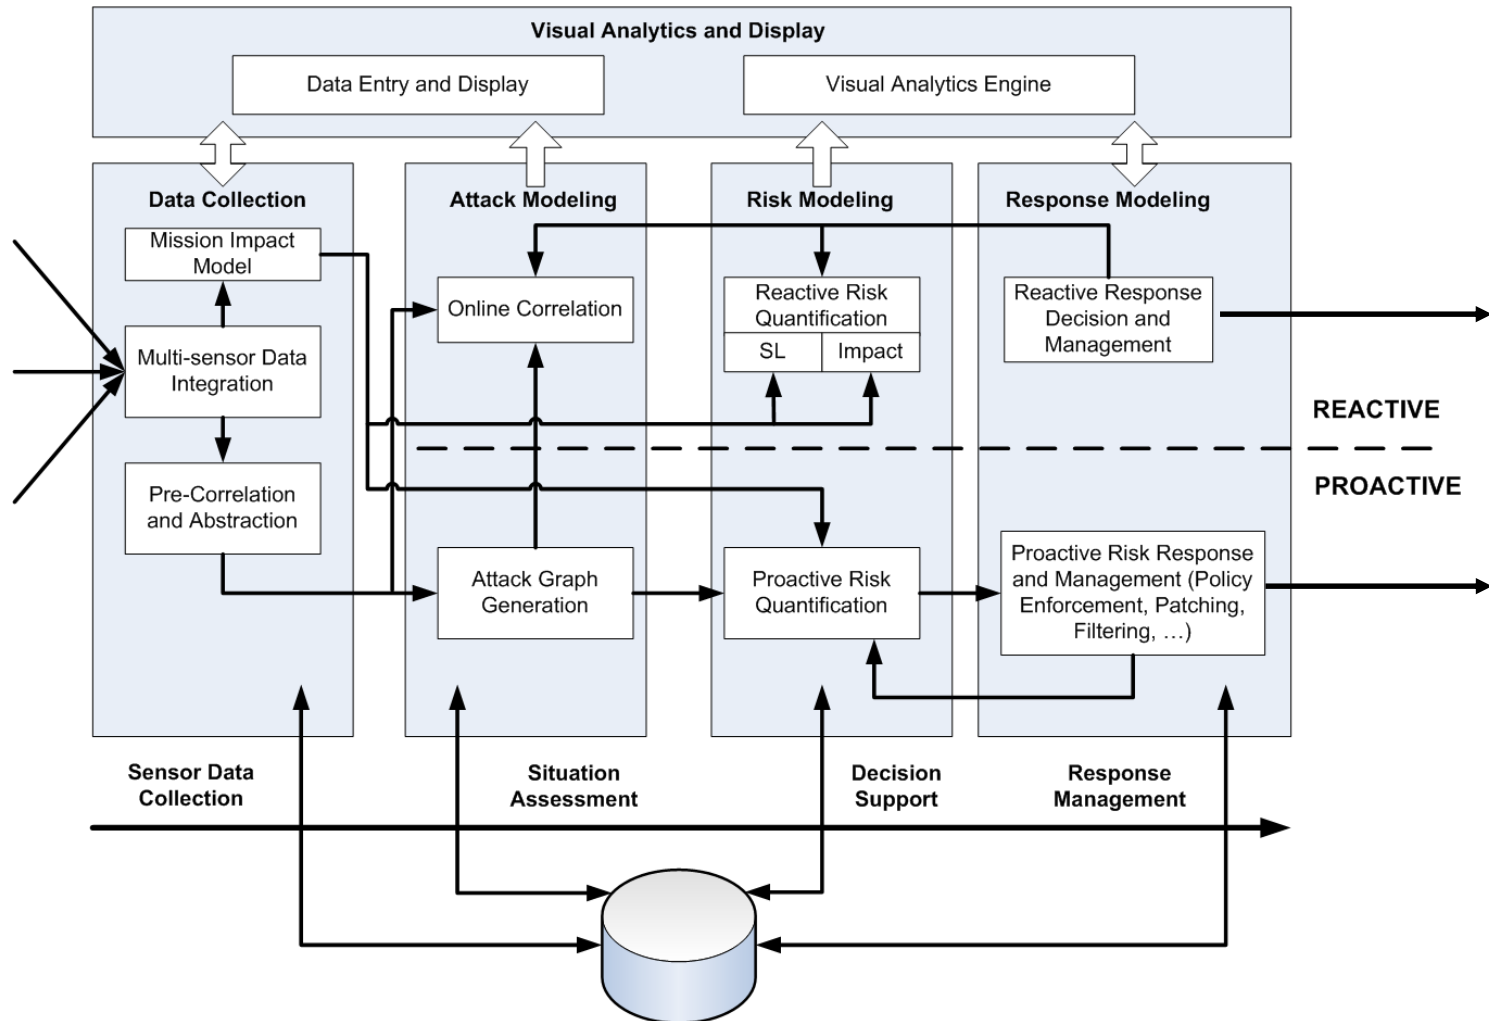 Visual Analytics and Display
Data Entry and Display
Visual Analytics Engine
Data Collection
Mission Impact
Model
Multi-sensor Data
Integration
Pre-Correlation
and Abstraction
Attack Modeling
Online Correlation
Attack Graph
Generation
Risk Modeling
Reactive Risk
Quantification
SL
Impact
Proactive Risk
Quantification
Response Modeling
Reactive Response
Decision and
Management
Proactive Risk Response
and Management (Policy
Enforcement, Patching,
Filtering, …)
REACTIVE
PROACTIVE
Sensor Data
Collection
Situation
Assessment
Decision
Support
Response
Management